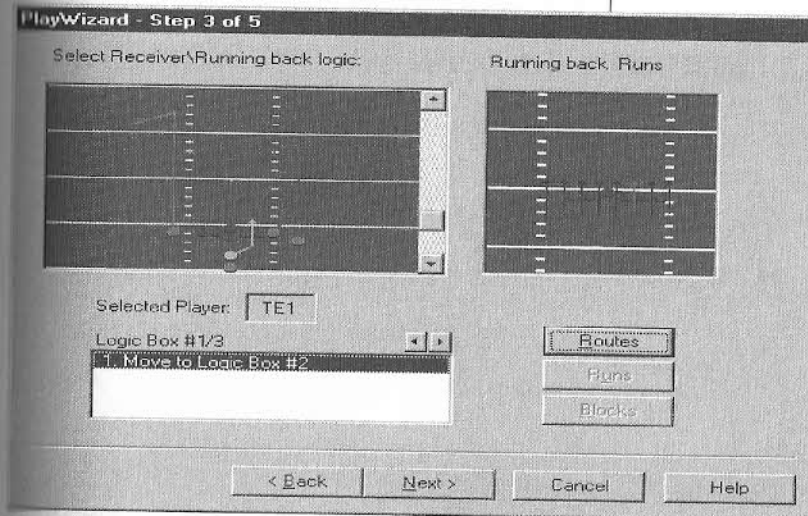 PlayWizard - Step 3 of 5
Select Receiver\Running back logic:
Running back Runs
Selected Player: TE1
Logic Box #1/3
1. Move to Logic Box #2
Routes
Runs
Blocks
< Back
Next >
Cancel
Help